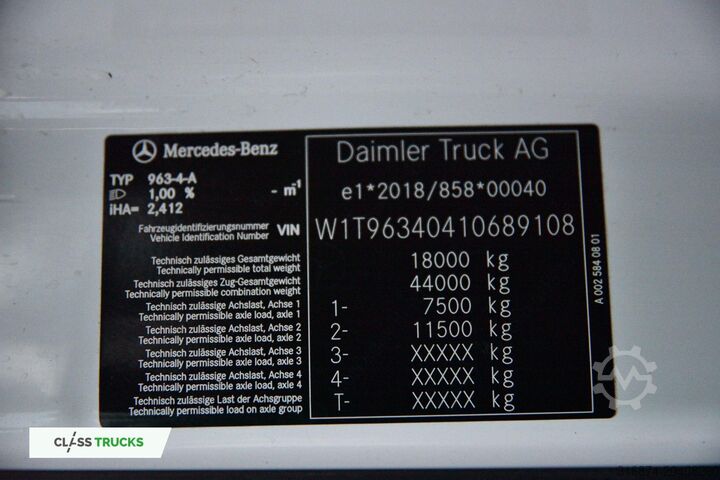 Mercedes-Benz
Daimler Truck AG
TYP 963-4-A
1,00 % - m⁻¹
e1*2018/858*00040
iHA= 2,412
Fahrzeugidentifizierungsnummer
Vehicle Identification Number VIN W1T96340410689108
Technisch zulässiges Gesamtgewicht
Technically permissible total weight 18000 kg
Technisch zulässiges Zug-Gesamtgewicht
Technically permissible combination weight 44000 kg
Technisch zulässige Achslast, Achse 1
Technically permissible axle load, axle 1 1- 7500 kg
Technisch zulässige Achslast, Achse 2
Technically permissible axle load, axle 2 2- 11500 kg
Technisch zulässige Achslast, Achse 3
Technically permissible axle load, axle 3 3- XXXXX kg
Technisch zulässige Achslast, Achse 4
Technically permissible axle load, axle 4 4- XXXXX kg
Technisch zulässige Last der Achsgruppe
Technically permissible load on axle group T- XXXXX kg
A 002 584 08 01
CLASSTRUCKS